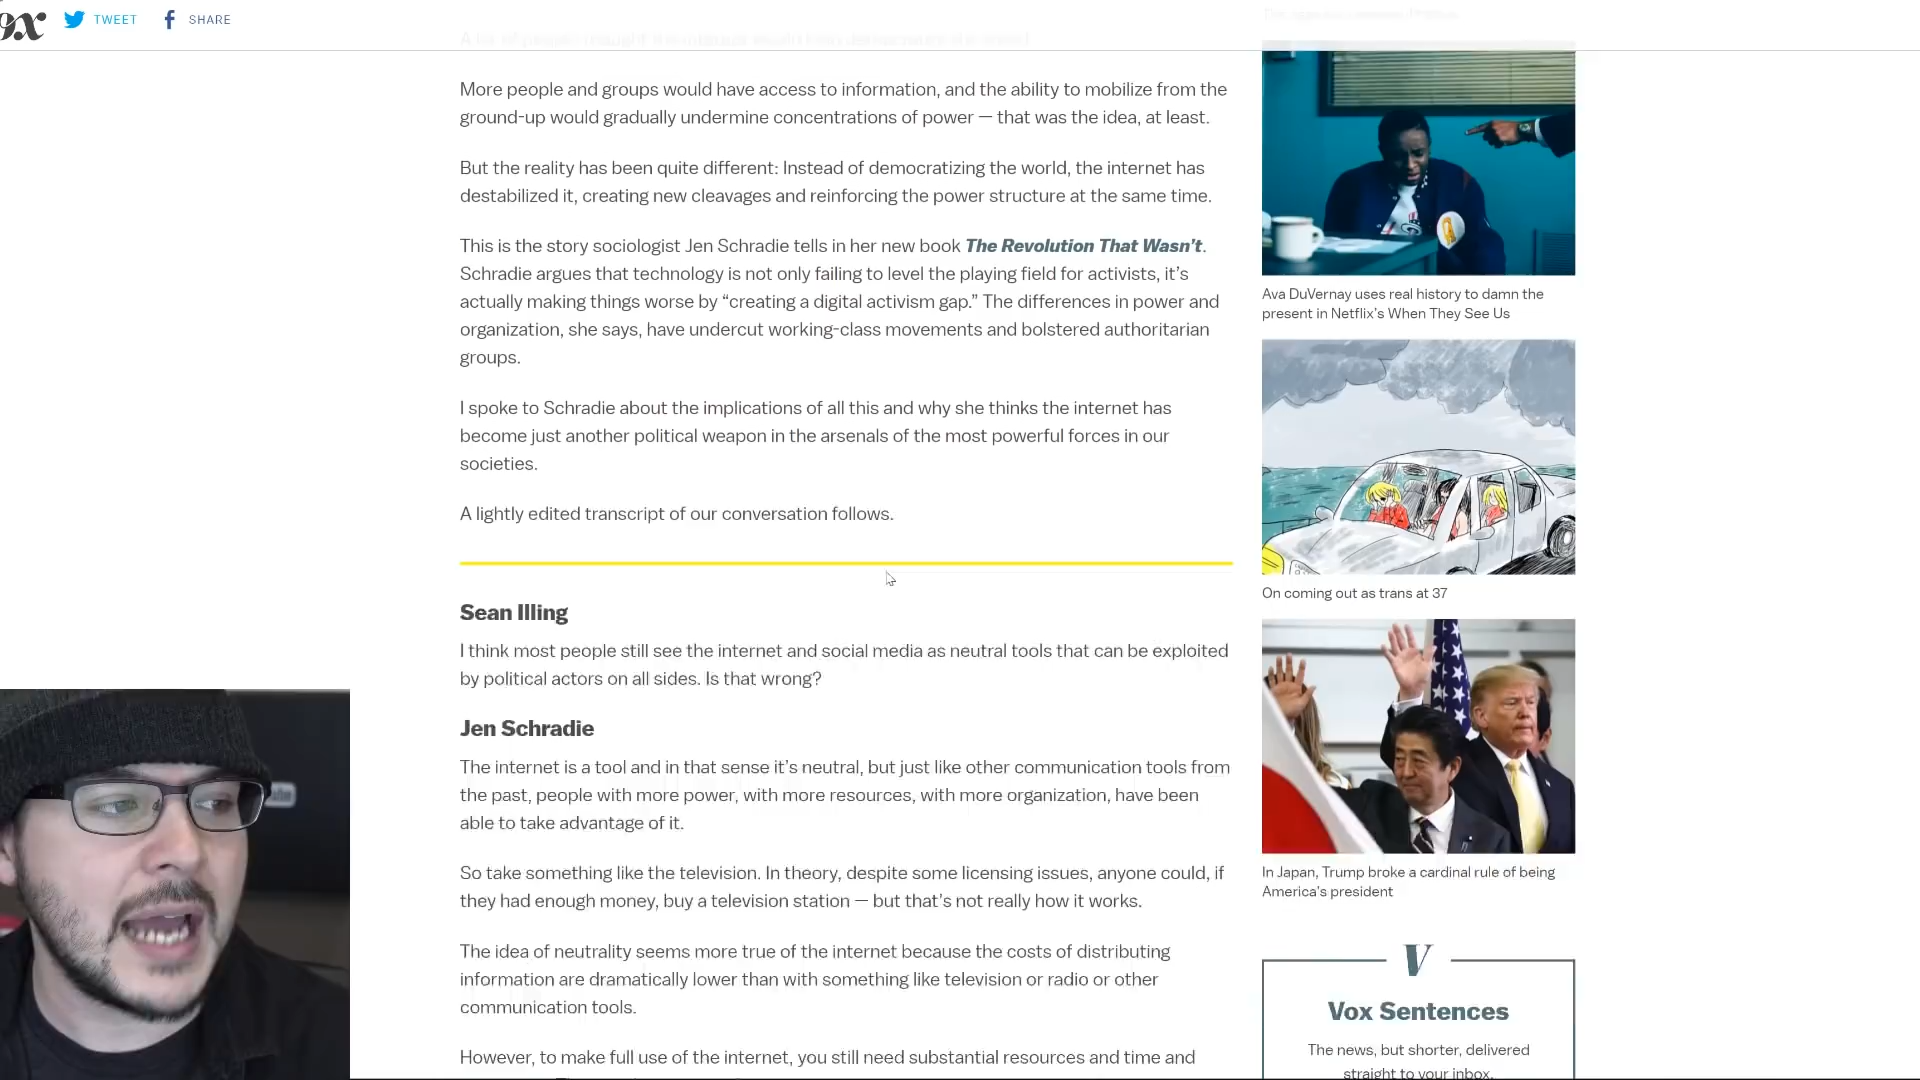 TWEET
SHARE
More people and groups would have access to information, and the ability to mobilize from the
ground-up would gradually undermine concentrations of power — that was the idea, at least.
But the reality has been quite different: Instead of democratizing the world, the internet has
destabilized it, creating new cleavages and reinforcing the power structure at the same time.
This is the story sociologist Jen Schradie tells in her new book The Revolution That Wasn't.
Schradie argues that technology is not only failing to level the playing field for activists, it's
actually making things worse by “creating a digital activism gap.” The differences in power and
organization, she says, have undercut working-class movements and bolstered authoritarian
groups.
I spoke to Schradie about the implications of all this and why she thinks the internet has
become just another political weapon in the arsenals of the most powerful forces in our
societies.
A lightly edited transcript of our conversation follows.
Sean Illing
I think most people still see the internet and social media as neutral tools that can be exploited
by political actors on all sides. Is that wrong?
Jen Schradie
The internet is a tool and in that sense it's neutral, but just like other communication tools from
the past, people with more power, with more resources, with more organization, have been
able to take advantage of it.
So take something like the television. In theory, despite some licensing issues, anyone could, if
they had enough money, buy a television station — but that's not really how it works.
The idea of neutrality seems more true of the internet because the costs of distributing
information are dramatically lower than with something like television or radio or other
communication tools.
However, to make full use of the internet, you still need substantial resources and time and
Ava DuVernay uses real history to damn the
present in Netflix's When They See Us
On coming out as trans at 37
In Japan, Trump broke a cardinal rule of being
America's president
V
Vox Sentences
The news, but shorter, delivered
straight to your inbox.